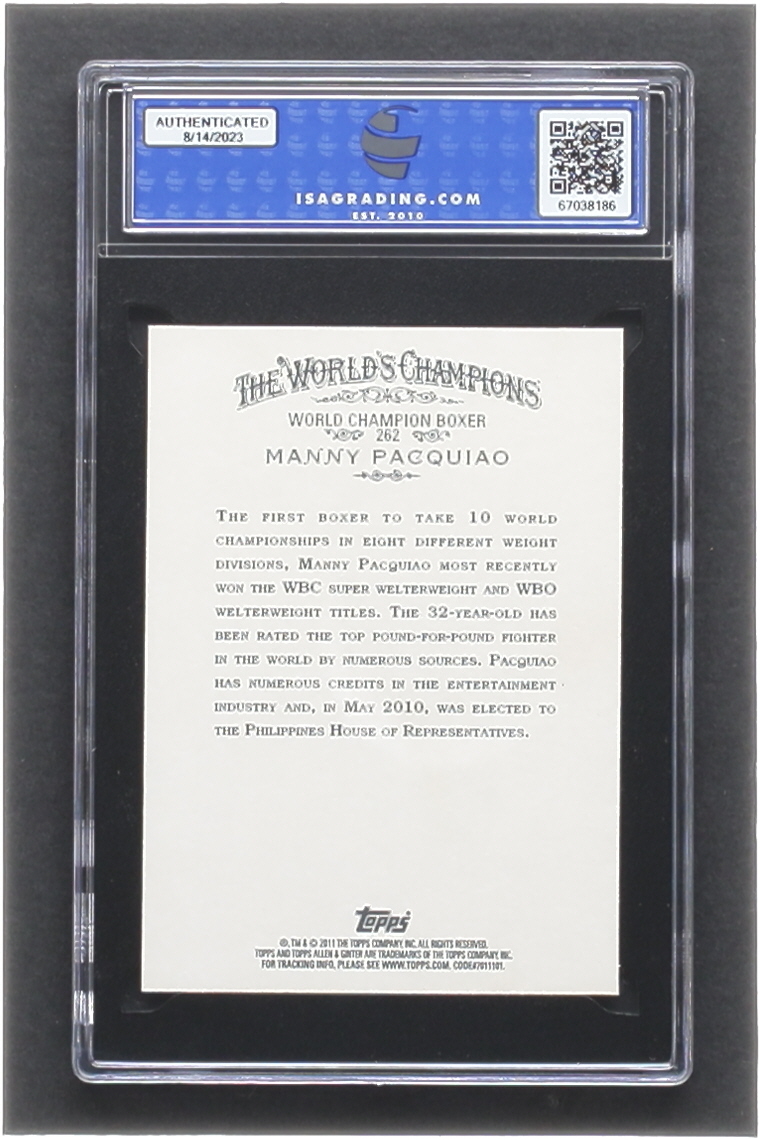 AUTHENTICATED
8/14/2023
ISAGRADING.COM
EST. 2010
67038186
THE WORLD'S CHAMPIONS
WORLD CHAMPION BOXER
262
MANNY PACQUIAO
THE FIRST BOXER TO TAKE 10 WORLD
CHAMPIONSHIPS IN EIGHT DIFFERENT WEIGHT
DIVISIONS, MANNY PACQUIAO MOST RECENTLY
WON THE WBC SUPER WELTERWEIGHT AND WBO
WELTERWEIGHT TITLES. THE 32-YEAR-OLD HAS
BEEN RATED THE TOP POUND-FOR-POUND FIGHTER
IN THE WORLD BY NUMEROUS SOURCES. PACQUIAO
HAS NUMEROUS CREDITS IN THE ENTERTAINMENT
INDUSTRY AND, IN MAY 2010, WAS ELECTED TO
THE PHILIPPINES HOUSE OF REPRESENTATIVES.
Topps
®, TM & © 2011 THE TOPPS COMPANY, INC. ALL RIGHTS RESERVED.
TOPPS AND TOPPS ALLEN & GINTER ARE TRADEMARKS OF THE TOPPS COMPANY, INC.
FOR TRACKING INFO, PLEASE SEE WWW.TOPPS.COM. CODE#7011101.